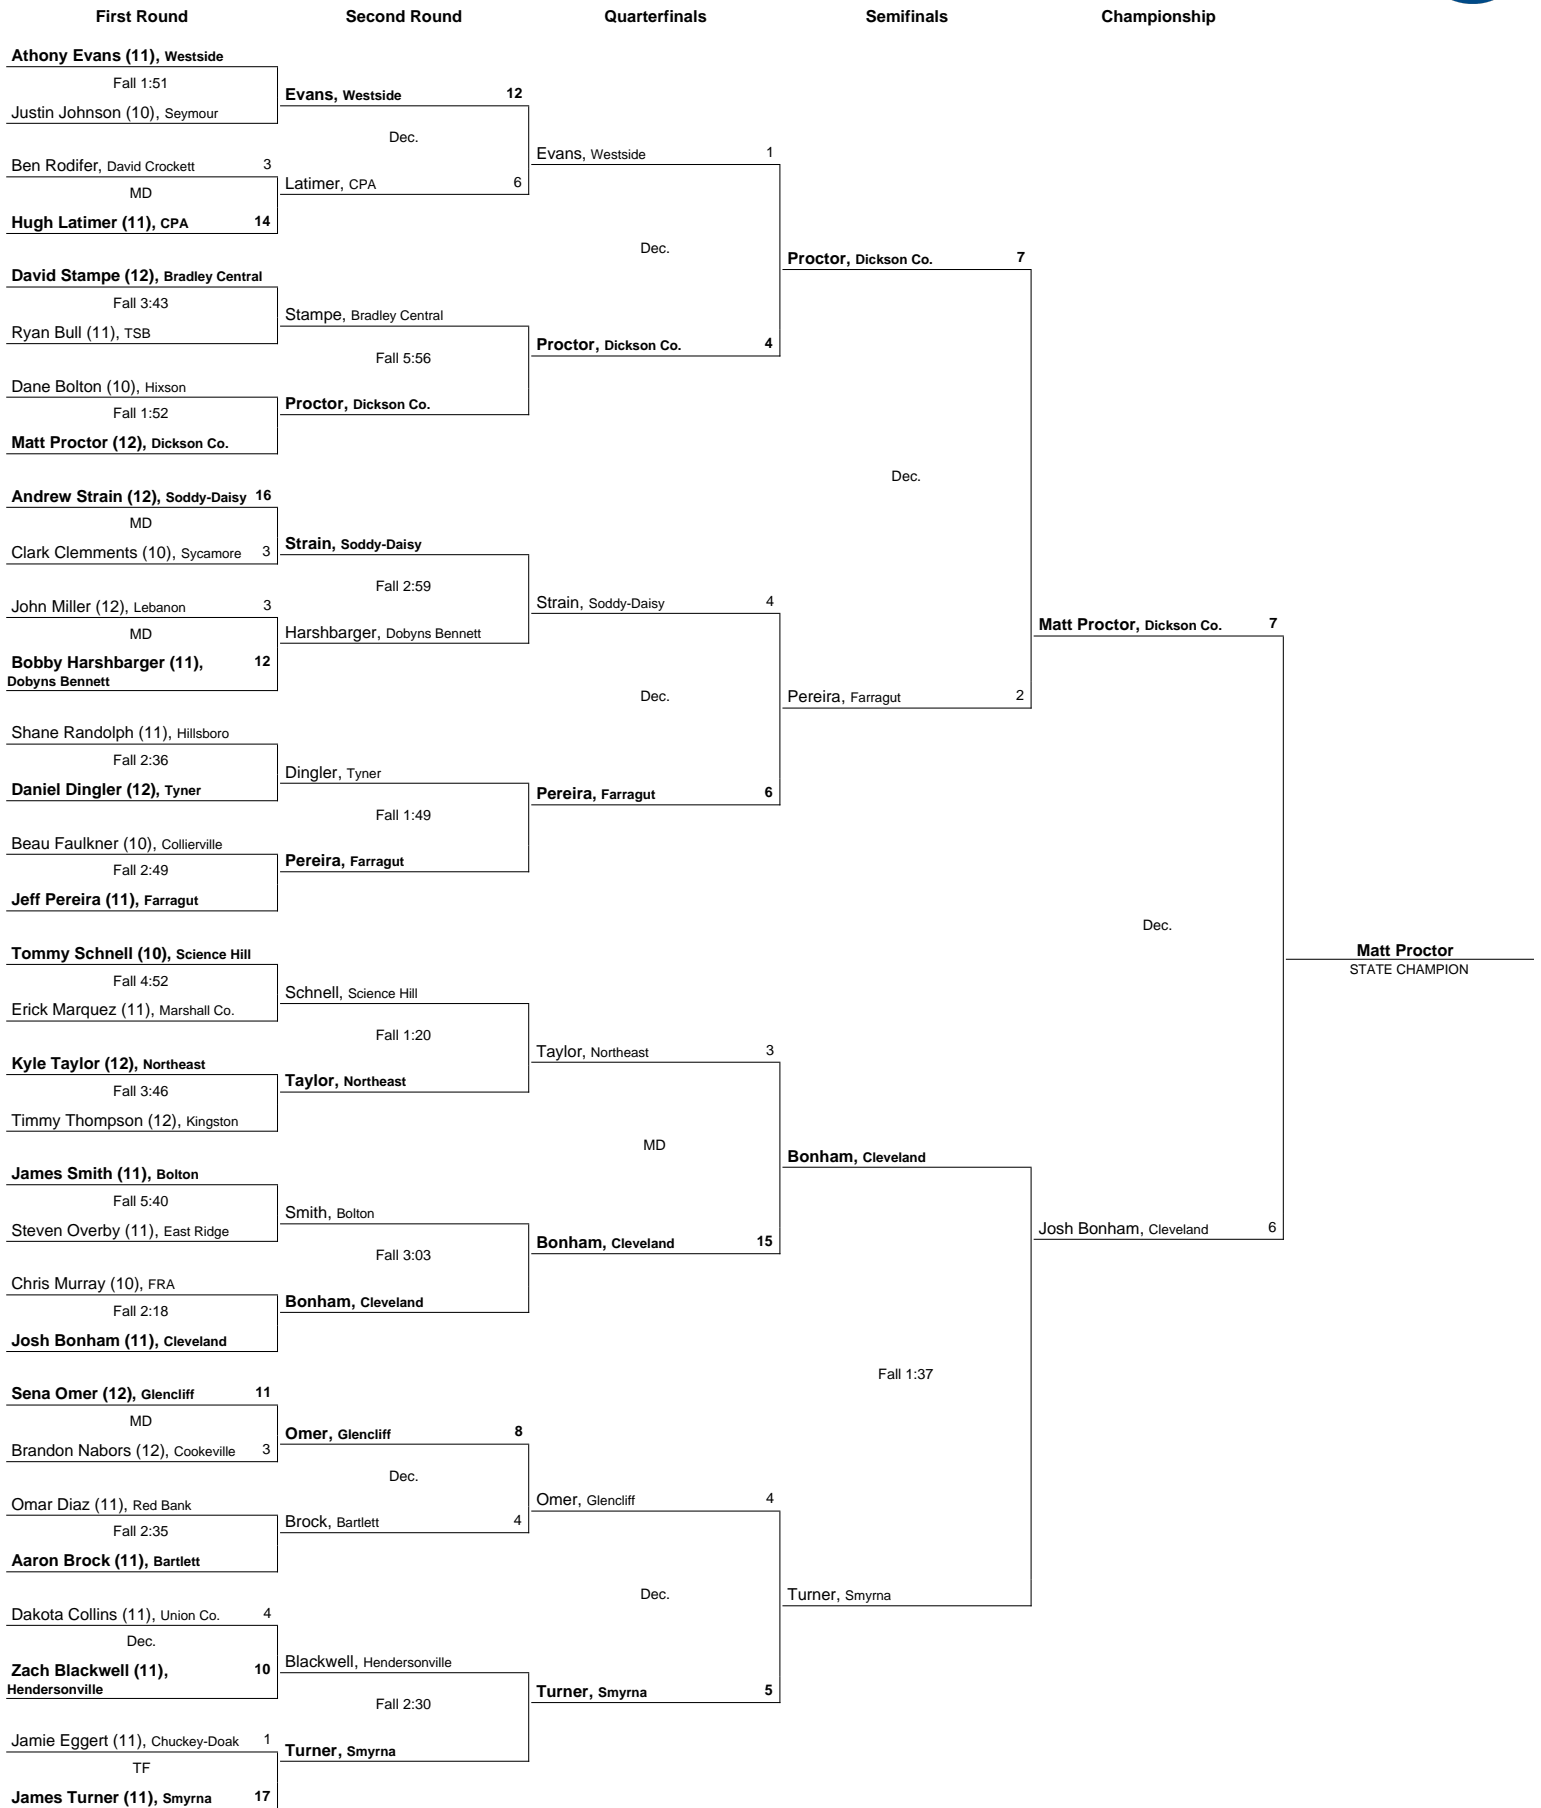 First Round
Second Round
Quarterfinals
Semifinals
Championship
Athony Evans (11), Westside
Fall 1:51
Justin Johnson (10), Seymour
Ben Rodifer, David Crockett 3
MD
Hugh Latimer (11), CPA 14
David Stampe (12), Bradley Central
Fall 3:43
Ryan Bull (11), TSB
Dane Bolton (10), Hixson
Fall 1:52
Matt Proctor (12), Dickson Co.
Andrew Strain (12), Soddy-Daisy 16
MD
Clark Clemments (10), Sycamore 3
John Miller (12), Lebanon 3
MD
Bobby Harshbarger (11), 12
Dobyns Bennett
Shane Randolph (11), Hillsboro
Fall 2:36
Daniel Dingler (12), Tyner
Beau Faulkner (10), Collierville
Fall 2:49
Jeff Pereira (11), Farragut
Tommy Schnell (10), Science Hill
Fall 4:52
Erick Marquez (11), Marshall Co.
Kyle Taylor (12), Northeast
Fall 3:46
Timmy Thompson (12), Kingston
James Smith (11), Bolton
Fall 5:40
Steven Overby (11), East Ridge
Chris Murray (10), FRA
Fall 2:18
Josh Bonham (11), Cleveland
Sena Omer (12), Glencliff 11
MD
Brandon Nabors (12), Cookeville 3
Omar Diaz (11), Red Bank
Fall 2:35
Aaron Brock (11), Bartlett
Dakota Collins (11), Union Co. 4
Dec.
Zach Blackwell (11), 10
Hendersonville
Jamie Eggert (11), Chuckey-Doak 1
TF
James Turner (11), Smyrna 17
Evans, Westside 12
Dec.
Latimer, CPA 6
Stampe, Bradley Central
Fall 5:56
Proctor, Dickson Co.
Strain, Soddy-Daisy
Fall 2:59
Harshbarger, Dobyns Bennett
Dingler, Tyner
Fall 1:49
Pereira, Farragut
Schnell, Science Hill
Fall 1:20
Taylor, Northeast
Smith, Bolton
Fall 3:03
Bonham, Cleveland
Omer, Glencliff 8
Dec.
Brock, Bartlett 4
Blackwell, Hendersonville
Fall 2:30
Turner, Smyrna
Evans, Westside 1
Dec.
Proctor, Dickson Co. 4
Strain, Soddy-Daisy 4
Dec.
Pereira, Farragut 6
Taylor, Northeast 3
MD
Bonham, Cleveland 15
Omer, Glencliff 4
Dec.
Turner, Smyrna 5
Proctor, Dickson Co. 7
Dec.
Pereira, Farragut 2
Bonham, Cleveland
Fall 1:37
Turner, Smyrna
Matt Proctor, Dickson Co. 7
Dec.
Josh Bonham, Cleveland 6
Matt Proctor
STATE CHAMPION